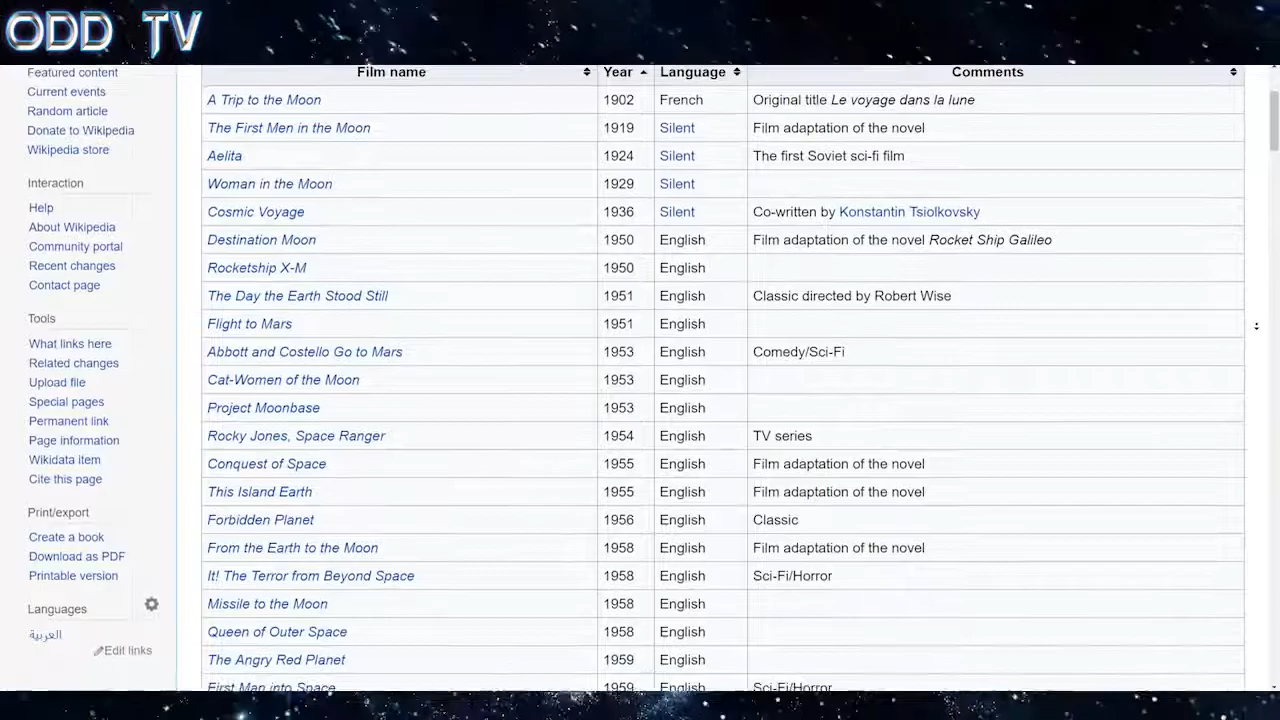 ODD TV
Featured content
Current events
Random article
Donate to Wikipedia
Wikipedia store
Interaction
Help
About Wikipedia
Community portal
Recent changes
Contact page
Tools
What links here
Related changes
Upload file
Special pages
Permanent link
Page information
Wikidata item
Cite this page
Print/export
Create a book
Download as PDF
Printable version
Languages
العربية
Edit links
Film name Year Language Comments
A Trip to the Moon 1902 French Original title Le voyage dans la lune
The First Men in the Moon 1919 Silent Film adaptation of the novel
Aelita 1924 Silent The first Soviet sci-fi film
Woman in the Moon 1929 Silent
Cosmic Voyage 1936 Silent Co-written by Konstantin Tsiolkovsky
Destination Moon 1950 English Film adaptation of the novel Rocket Ship Galileo
Rocketship X-M 1950 English
The Day the Earth Stood Still 1951 English Classic directed by Robert Wise
Flight to Mars 1951 English
Abbott and Costello Go to Mars 1953 English Comedy/Sci-Fi
Cat-Women of the Moon 1953 English
Project Moonbase 1953 English
Rocky Jones, Space Ranger 1954 English TV series
Conquest of Space 1955 English Film adaptation of the novel
This Island Earth 1955 English Film adaptation of the novel
Forbidden Planet 1956 English Classic
From the Earth to the Moon 1958 English Film adaptation of the novel
It! The Terror from Beyond Space 1958 English Sci-Fi/Horror
Missile to the Moon 1958 English
Queen of Outer Space 1958 English
The Angry Red Planet 1959 English
First Man into Space 1959 English Sci-Fi/Horror